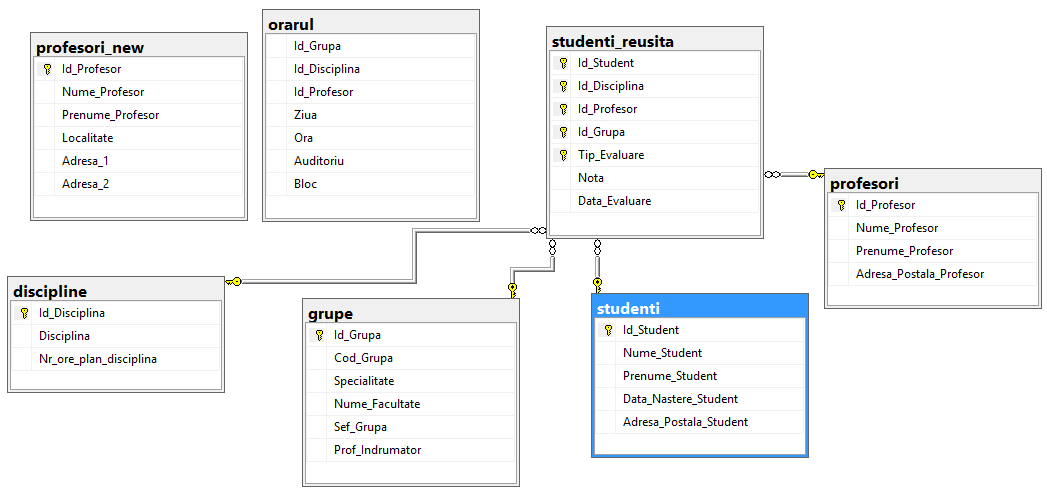 profesori_new
Id_Profesor
Nume_Profesor
Prenume_Profesor
Localitate
Adresa_1
Adresa_2
orarul
Id_Grupa
Id_Disciplina
Id_Profesor
Ziua
Ora
Auditoriu
Bloc
studenti_reusita
Id_Student
Id_Disciplina
Id_Profesor
Id_Grupa
Tip_Evaluare
Nota
Data_Evaluare
profesori
Id_Profesor
Nume_Profesor
Prenume_Profesor
Adresa_Postala_Profesor
discipline
Id_Disciplina
Disciplina
Nr_ore_plan_disciplina
grupe
Id_Grupa
Cod_Grupa
Specialitate
Nume_Facultate
Sef_Grupa
Prof_Indrumator
studenti
Id_Student
Nume_Student
Prenume_Student
Data_Nastere_Student
Adresa_Postala_Student